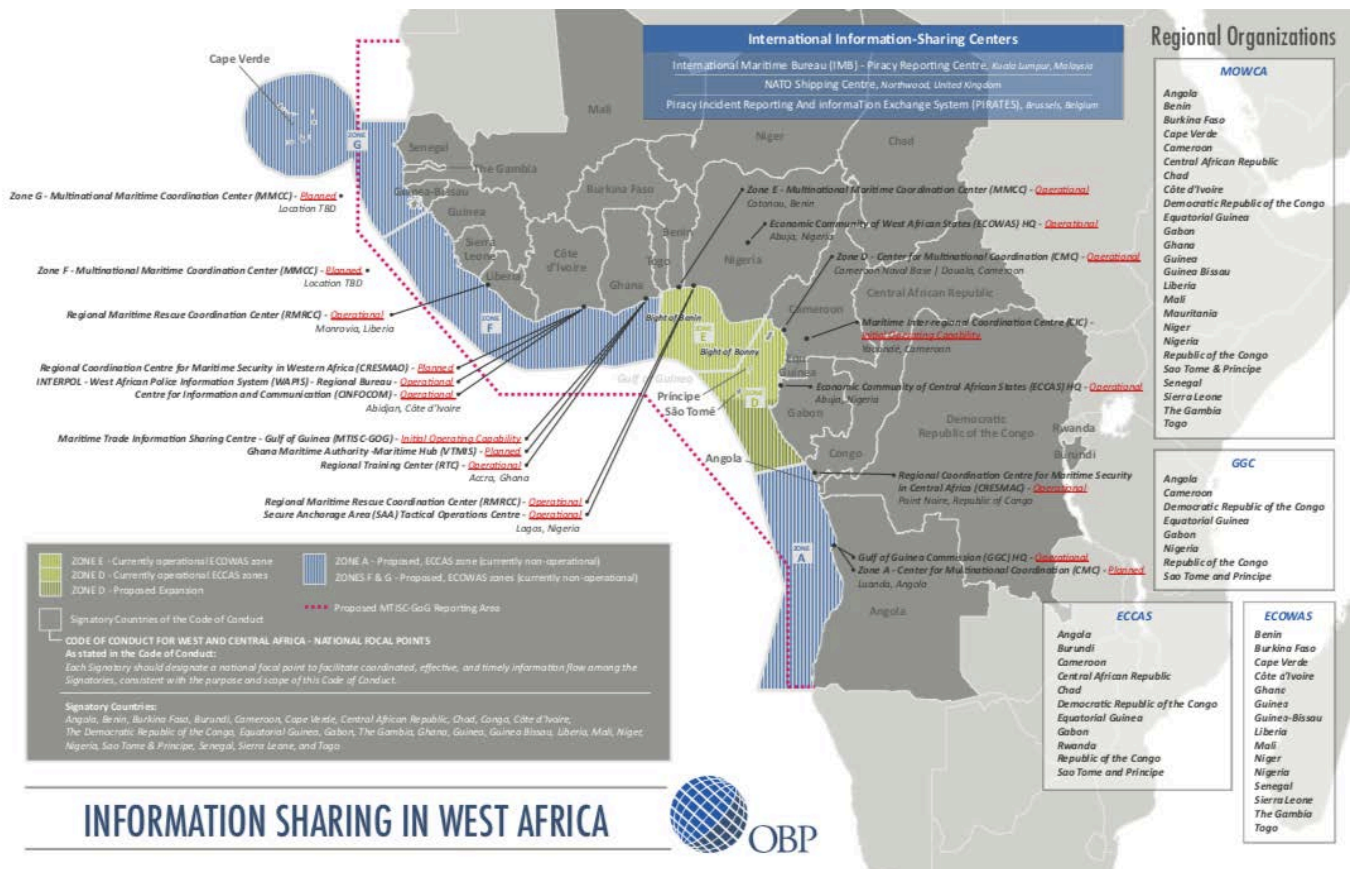 International Information-Sharing Centers
International Maritime Bureau (IMB) - Piracy Reporting Centre, Kuala Lumpur, Malaysia
NATO Shipping Centre, Northwood, United Kingdom
Piracy Incident Reporting And informaTion Exchange System (PIRATES), Brussels, Belgium
Regional Organizations
MOWCA
Angola
Benin
Burkina Faso
Cape Verde
Cameroon
Central African Republic
Chad
Côte d'Ivoire
Democratic Republic of the Congo
Equatorial Guinea
Gabon
Ghana
Guinea
Guinea Bissau
Liberia
Mali
Mauritania
Niger
Nigeria
Republic of the Congo
Sao Tome & Principe
Senegal
Sierra Leone
The Gambia
Togo
GGC
Angola
Cameroon
Democratic Republic of the Congo
Equatorial Guinea
Gabon
Nigeria
Republic of the Congo
Sao Tome and Principe
ECCAS
Angola
Burundi
Cameroon
Central African Republic
Chad
Democratic Republic of the Congo
Equatorial Guinea
Gabon
Rwanda
Republic of the Congo
Sao Tome and Principe
ECOWAS
Benin
Burkina Faso
Cape Verde
Côte d'Ivoire
Ghana
Guinea
Guinea-Bissau
Liberia
Mali
Niger
Nigeria
Senegal
Sierra Leone
The Gambia
Togo
Cape Verde
ZONE
G
Mali
Niger
Chad
Senegal
The Gambia
Guinea-Bissau
Guinea
Burkina Faso
Sierra
Leone
Liberia
Côte
d'Ivoire
Ghana
Togo
Benin
Nigeria
Cameroon
Central African Republic
ZONE
F
Bight of Benin
ZONE
E
Bight of Bonny
Gulf of Guinea
Principe
São Tomé
ZONE
D
Guinea
Gabon
Congo
Democratic
Republic of the Congo
Rwanda
Burundi
Angola
ZONE
A
Angola
Zone G - Multinational Maritime Coordination Center (MMCC) - Planned
Location TBD
Zone F - Multinational Maritime Coordination Center (MMCC) - Planned
Location TBD
Regional Maritime Rescue Coordination Center (RMRCC) - Operational
Monrovia, Liberia
Regional Coordination Centre for Maritime Security in Western Africa (CRESMAO) - Planned
INTERPOL - West African Police Information System (WAPIS) - Regional Bureau - Operational
Centre for Information and Communication (CINFOCOM) - Operational
Abidjan, Côte d'Ivoire
Maritime Trade Information Sharing Centre - Gulf of Guinea (MTISC-GOG) - Initial Operating Capability
Ghana Maritime Authority -Maritime Hub (VTMIS) - Planned
Regional Training Center (RTC) - Operational
Accra, Ghana
Regional Maritime Rescue Coordination Center (RMRCC) - Operational
Secure Anchorage Area (SAA) Tactical Operations Centre - Operational
Lagos, Nigeria
Zone E - Multinational Maritime Coordination Center (MMCC) - Operational
Cotonou, Benin
Economic Community of West African States (ECOWAS) HQ - Operational
Abuja, Nigeria
Zone D - Center for Multinational Coordination (CMC) - Operational
Cameroon Naval Base | Douala, Cameroon
Maritime Inter-regional Coordination Centre (CIC) -
Initial Operating Capability
Yaoundé, Cameroon
Economic Community of Central African States (ECCAS) HQ - Operational
Abuja, Nigeria
Regional Coordination Centre for Maritime Security
in Central Africa (CRESMAC) - Operational
Point Noire, Republic of Congo
Gulf of Guinea Commission (GGC) HQ - Operational
Zone A - Center for Multinational Coordination (CMC) - Planned
Luanda, Angola
ZONE E - Currently operational ECOWAS zone
ZONE D - Currently operational ECCAS zones
ZONE D - Proposed Expansion
ZONE A - Proposed, ECCAS zone (currently non-operational)
ZONES F & G - Proposed, ECOWAS zones (currently non-operational)
Proposed MTISC-GoG Reporting Area
Signatory Countries of the Code of Conduct
CODE OF CONDUCT FOR WEST AND CENTRAL AFRICA - NATIONAL FOCAL POINTS
As stated in the Code of Conduct:
Each Signatory should designate a national focal point to facilitate coordinated, effective, and timely information flow among the
Signatories, consistent with the purpose and scope of this Code of Conduct.
Signatory Countries:
Angola, Benin, Burkina Faso, Burundi, Cameroon, Cape Verde, Central African Republic, Chad, Congo, Côte d'Ivoire,
The Democratic Republic of the Congo, Equatorial Guinea, Gabon, The Gambia, Ghana, Guinea, Guinea Bissau, Liberia, Mali, Niger,
Nigeria, Sao Tome & Principe, Senegal, Sierra Leone, and Togo
INFORMATION SHARING IN WEST AFRICA
OBP